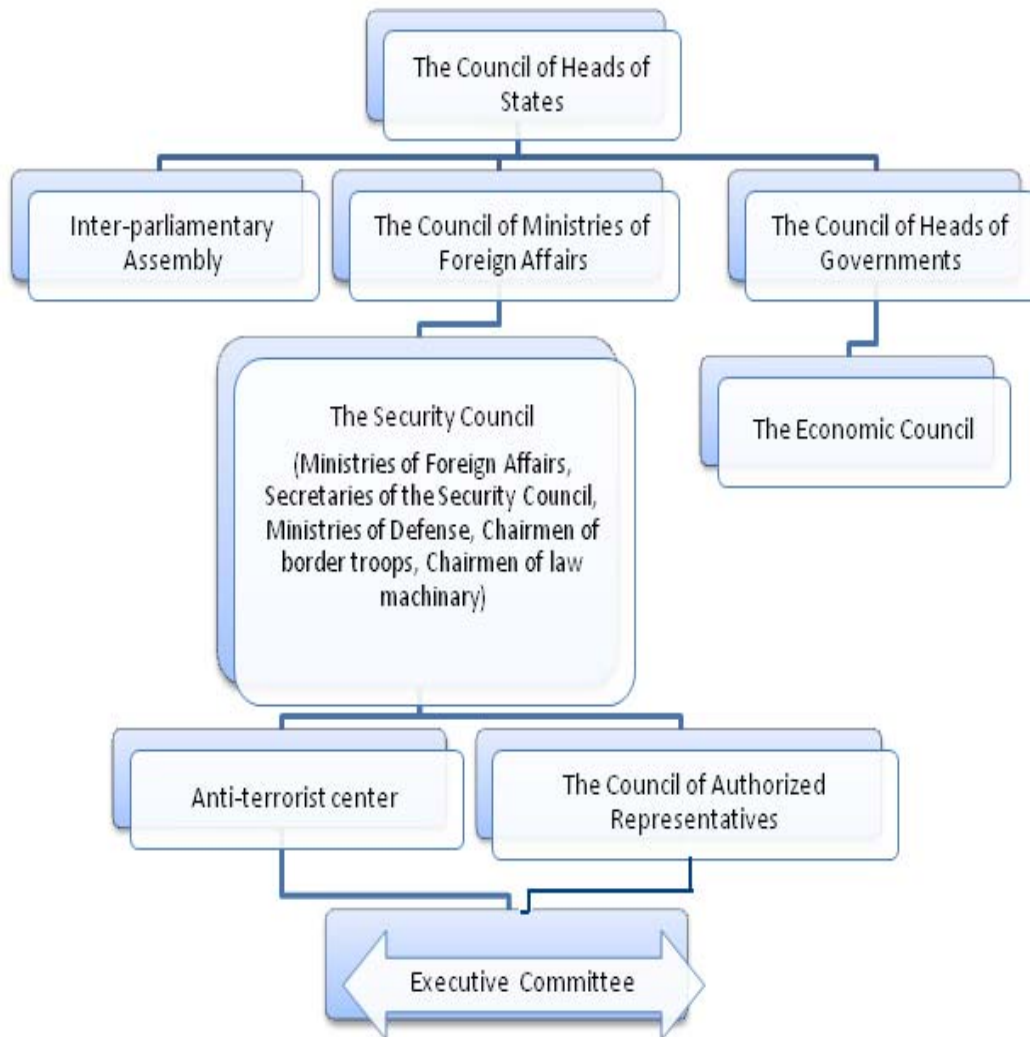 The Council of Heads of
States
Inter-parliamentary
Assembly
The Council of Ministries of
Foreign Affairs
The Council of Heads of
Governments
The Security Council
(Ministries of Foreign Affairs,
Secretaries of the Security Council,
Ministries of Defense, Chairmen of
border troops, Chairmen of law
machinary)
The Economic Council
Anti-terrorist center
The Council of Authorized
Representatives
Executive Committee